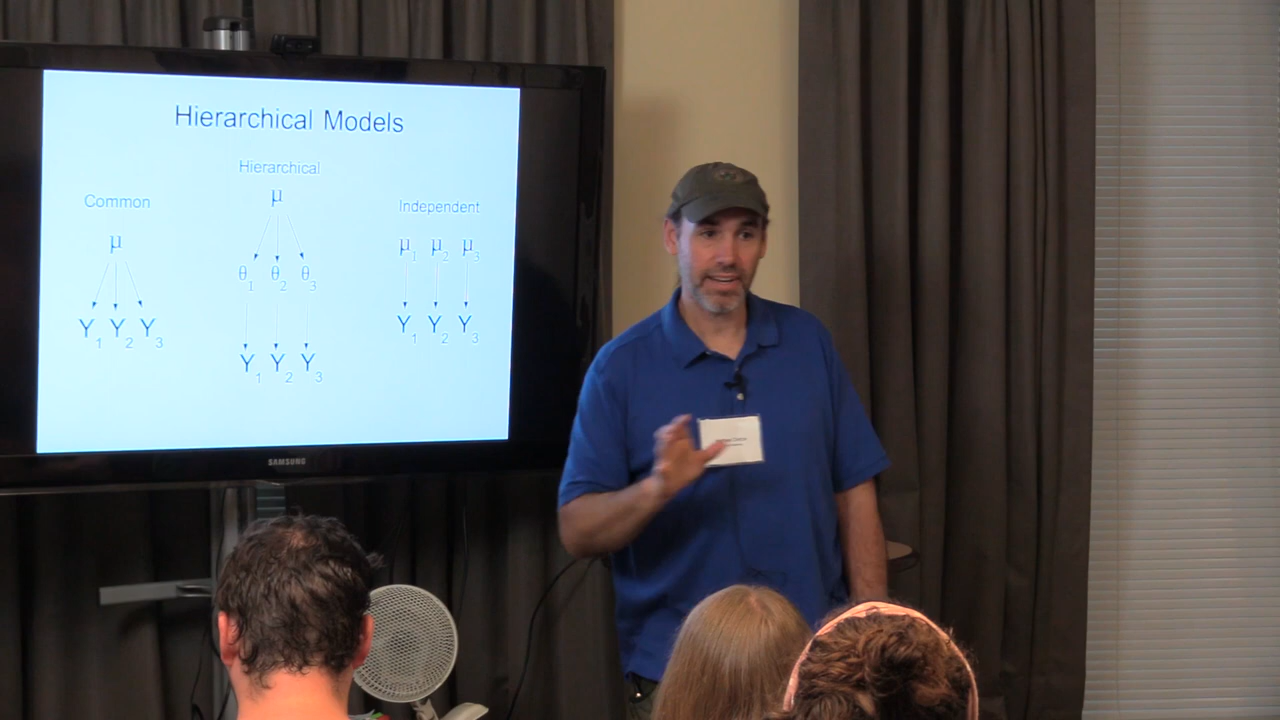 Hierarchical Models
Hierarchical
μ
θ1 θ2 θ3
Y1 Y2 Y3
Common
μ
Y1 Y2 Y3
Independent
μ1 μ2 μ3
Y1 Y2 Y3
SAMSUNG